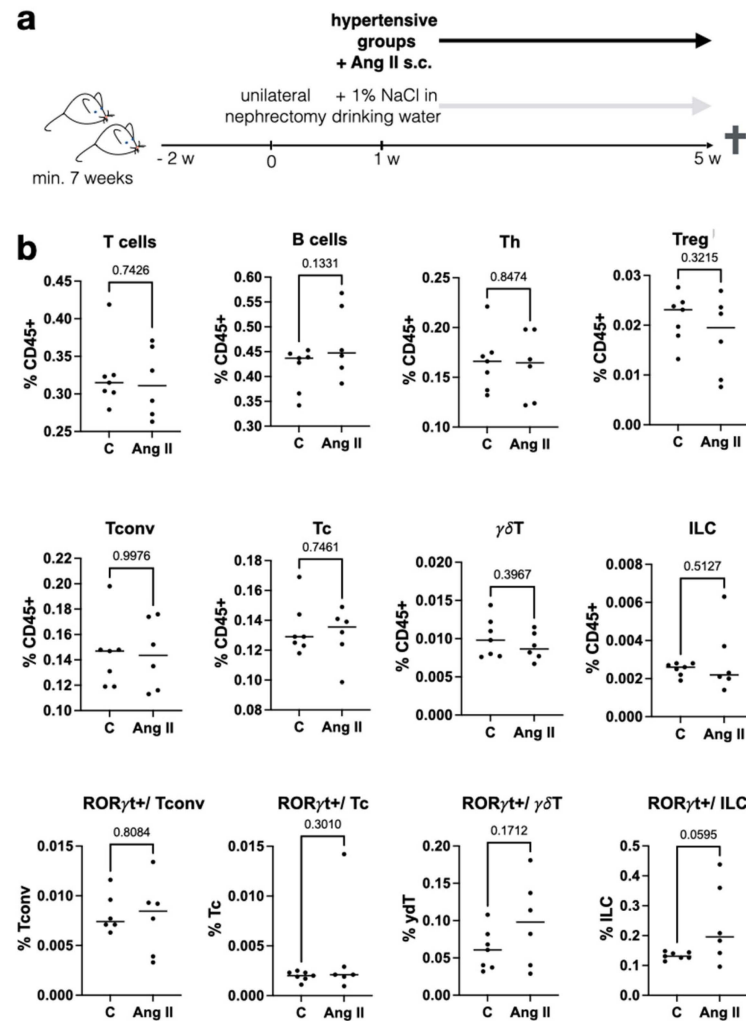 a
hypertensive
groups
+ Ang II s.c.
unilateral + 1% NaCl in
nephrectomy drinking water
- 2 w 0 1 w 5 w
min. 7 weeks
b
T cells B cells Th Treg
0.7426 0.1331 0.8474 0.3215
% CD45+ % CD45+ % CD45+ % CD45+
0.45 0.60 0.25 0.03
0.40 0.55 0.20 0.02
0.35 0.50 0.15 0.01
0.30 0.45 0.10 0.00
0.25 0.40
0.35
0.30
C Ang II C Ang II C Ang II C Ang II
Tconv Tc γδT ILC
0.9976 0.7461 0.3967 0.5127
% CD45+ % CD45+ % CD45+ % CD45+
0.22 0.18 0.020 0.008
0.20 0.16 0.015 0.006
0.18 0.14 0.010 0.004
0.16 0.12 0.005 0.002
0.14 0.10 0.000 0.000
0.12 0.08
0.10
C Ang II C Ang II C Ang II C Ang II
RORγt+/ Tconv RORγt+/ Tc RORγt+/ γδT RORγt+/ ILC
0.8084 0.3010 0.1712 0.0595
% Tconv % Tc % ydT % ILC
0.015 0.015 0.20 0.5
0.010 0.010 0.15 0.4
0.005 0.005 0.10 0.3
0.000 0.000 0.05 0.2
0.00 0.1
0.0
C Ang II C Ang II C Ang II C Ang II